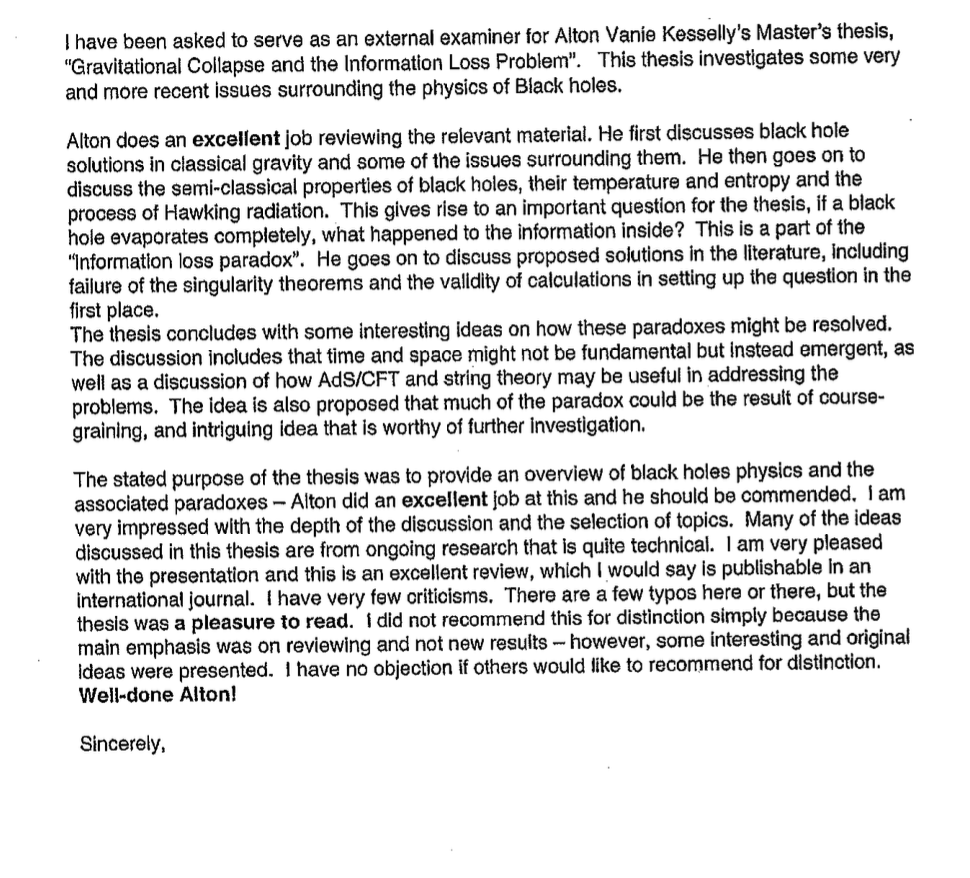 I have been asked to serve as an external examiner for Alton Vanie Kesselly's Master's thesis,
"Gravitational Collapse and the Information Loss Problem".   This thesis investigates some very
and more recent issues surrounding the physics of Black holes.
Alton does an excellent job reviewing the relevant material. He first discusses black hole
solutions in classical gravity and some of the issues surrounding them.  He then goes on to
discuss the semi-classical properties of black holes, their temperature and entropy and the
process of Hawking radiation.  This gives rise to an important question for the thesis, if a black
hole evaporates completely, what happened to the information inside?  This is a part of the
"Information loss paradox".  He goes on to discuss proposed solutions in the literature, including
failure of the singularity theorems and the validity of calculations in setting up the question in the
first place.
The thesis concludes with some interesting ideas on how these paradoxes might be resolved.
The discussion includes that time and space might not be fundamental but instead emergent, as
well as a discussion of how AdS/CFT and string theory may be useful in addressing the
problems.  The idea is also proposed that much of the paradox could be the result of course-
graining, and intriguing idea that is worthy of further investigation.
The stated purpose of the thesis was to provide an overview of black holes physics and the
associated paradoxes – Alton did an excellent job at this and he should be commended.  I am
very impressed with the depth of the discussion and the selection of topics.  Many of the ideas
discussed in this thesis are from ongoing research that is quite technical.  I am very pleased
with the presentation and this is an excellent review, which I would say is publishable in an
international journal.  I have very few criticisms.  There are a few typos here or there, but the
thesis was a pleasure to read.  I did not recommend this for distinction simply because the
main emphasis was on reviewing and not new results – however, some interesting and original
ideas were presented.  I have no objection if others would like to recommend for distinction.
Well-done Alton!
Sincerely,